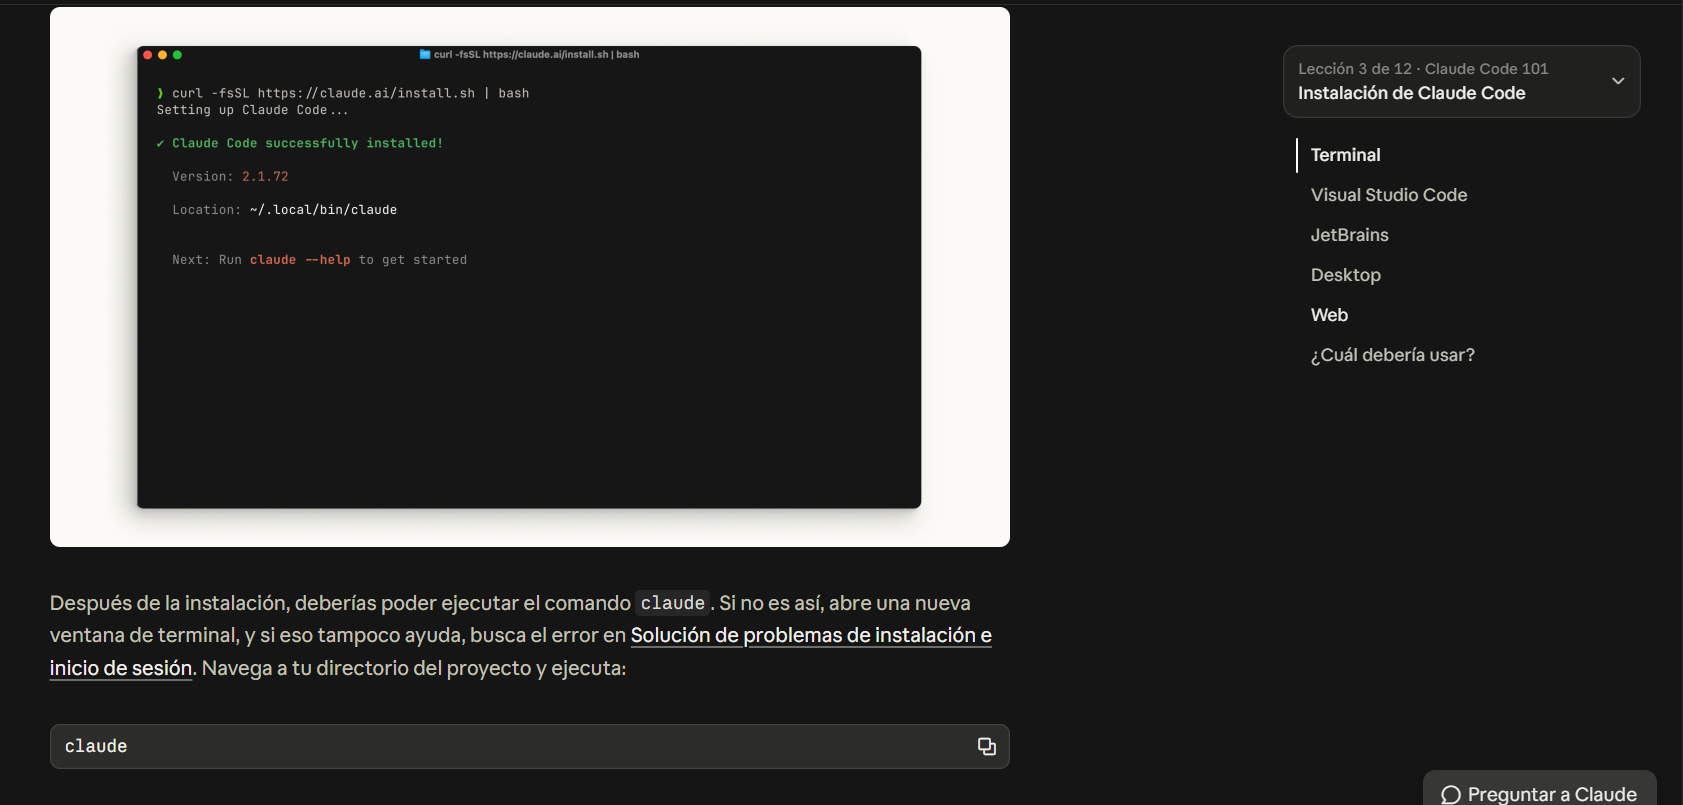 curl -fsSL https://claude.ai/install.sh | bash
❯ curl -fsSL https://claude.ai/install.sh | bash
Setting up Claude Code...
✔ Claude Code successfully installed!
Version: 2.1.72
Location: ~/.local/bin/claude
Next: Run claude --help to get started
Después de la instalación, deberías poder ejecutar el comando claude. Si no es así, abre una nueva
ventana de terminal, y si eso tampoco ayuda, busca el error en Solución de problemas de instalación e
inicio de sesión. Navega a tu directorio del proyecto y ejecuta:
claude
Lección 3 de 12 · Claude Code 101
Instalación de Claude Code
Terminal
Visual Studio Code
JetBrains
Desktop
Web
¿Cuál debería usar?
Preguntar a Claude